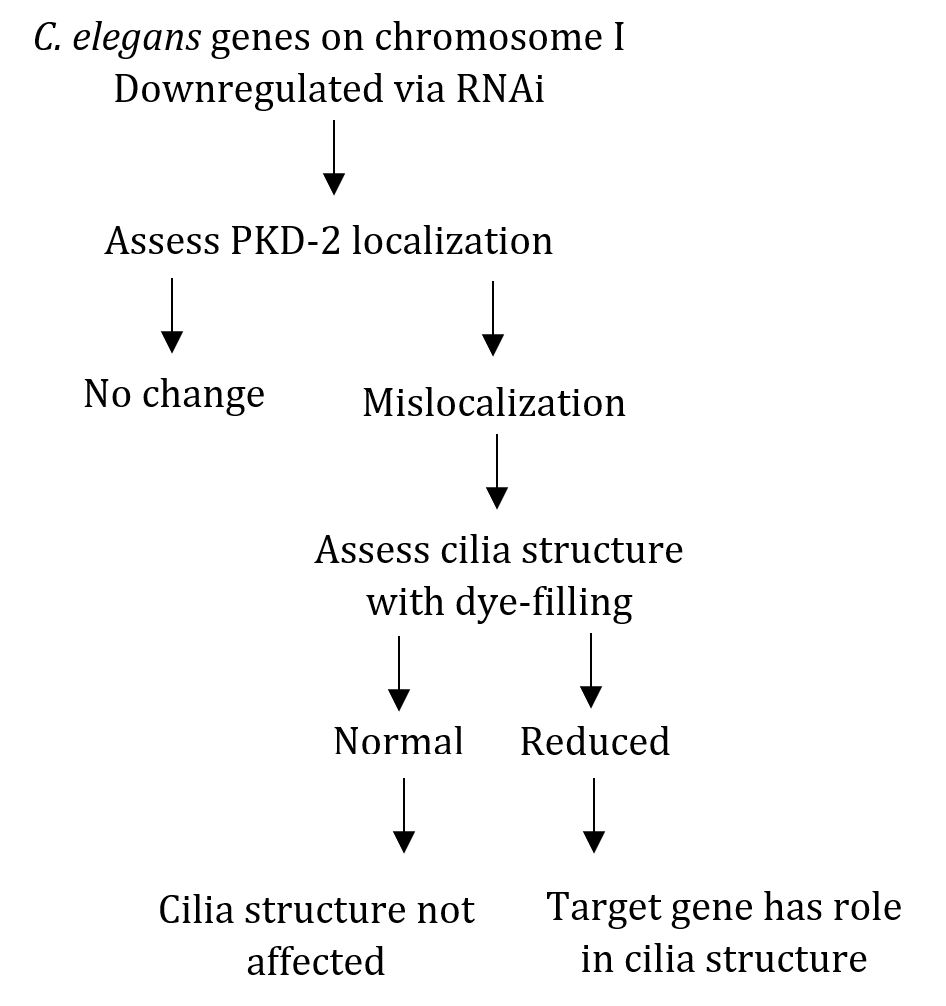 C. elegans genes on chromosome I
Downregulated via RNAi
Assess PKD-2 localization
No change
Mislocalization
Assess cilia structure
with dye-filling
Normal
Reduced
Cilia structure not
affected
Target gene has role
in cilia structure